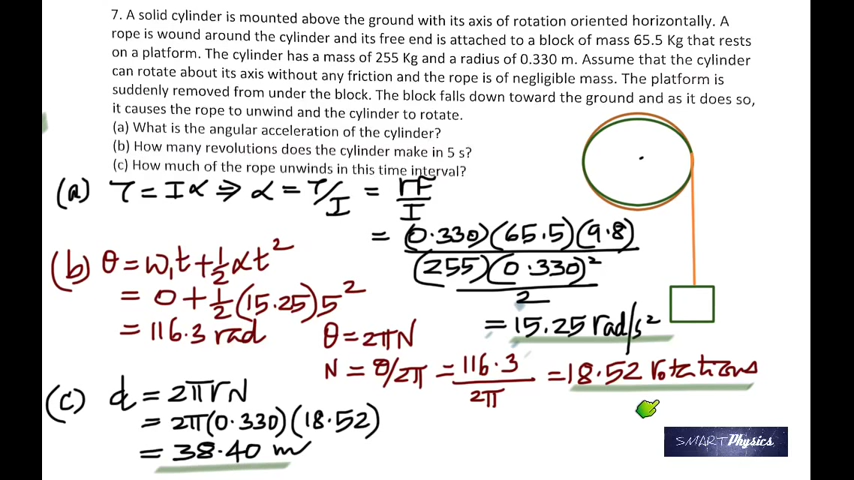 7. A solid cylinder is mounted above the ground with its axis of rotation oriented horizontally. A
rope is wound around the cylinder and its free end is attached to a block of mass 65.5 Kg that rests
on a platform. The cylinder has a mass of 255 Kg and a radius of 0.330 m. Assume that the cylinder
can rotate about its axis without any friction and the rope is of negligible mass. The platform is
suddenly removed from under the block. The block falls down toward the ground and as it does so,
it causes the rope to unwind and the cylinder to rotate.
(a) What is the angular acceleration of the cylinder?
(b) How many revolutions does the cylinder make in 5 s?
(c) How much of the rope unwinds in this time interval?
(a) τ = Iα ⇒ α = τ/I = rF/I
= (0.330)(65.5)(9.8) / ((255)(0.330)²/2)
= 15.25 rad/s²
(b) θ = ω₁t + ½αt²
= 0 + ½(15.25)5²
= 116.3 rad
θ = 2πN
N = θ/2π = 116.3/2π = 18.52 rotations
(c) d = 2πrN
= 2π(0.330)(18.52)
= 38.40 m
SMART Physics